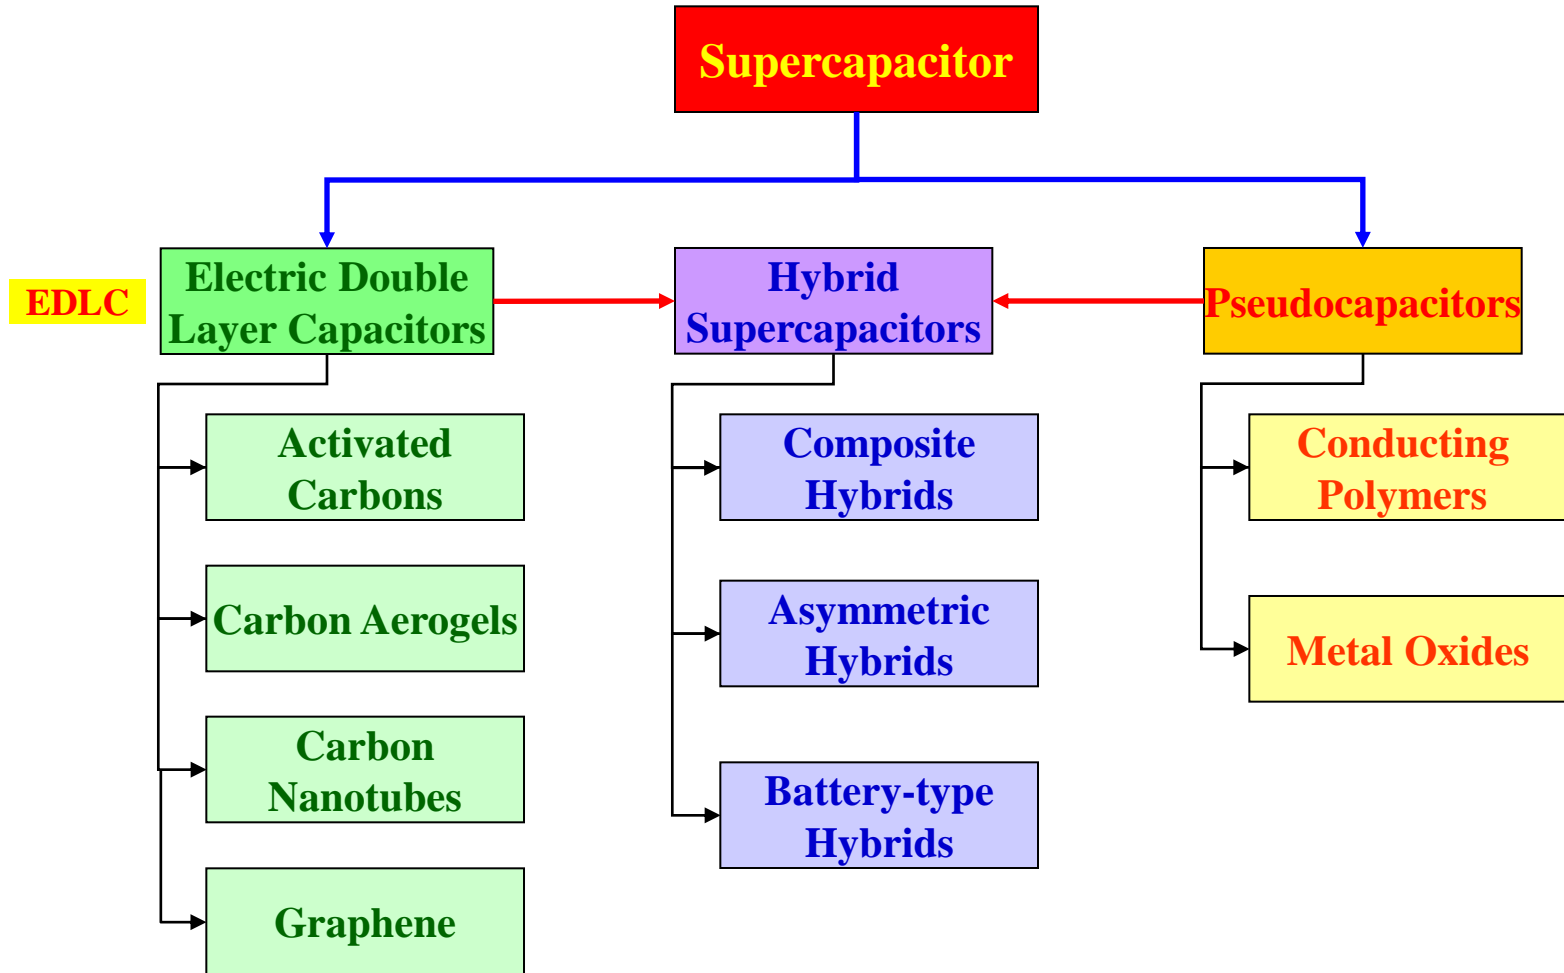 Supercapacitor
EDLC
Electric Double
Layer Capacitors
Hybrid
Supercapacitors
Pseudocapacitors
Activated
Carbons
Carbon Aerogels
Carbon
Nanotubes
Graphene
Composite
Hybrids
Asymmetric
Hybrids
Battery-type
Hybrids
Conducting
Polymers
Metal Oxides